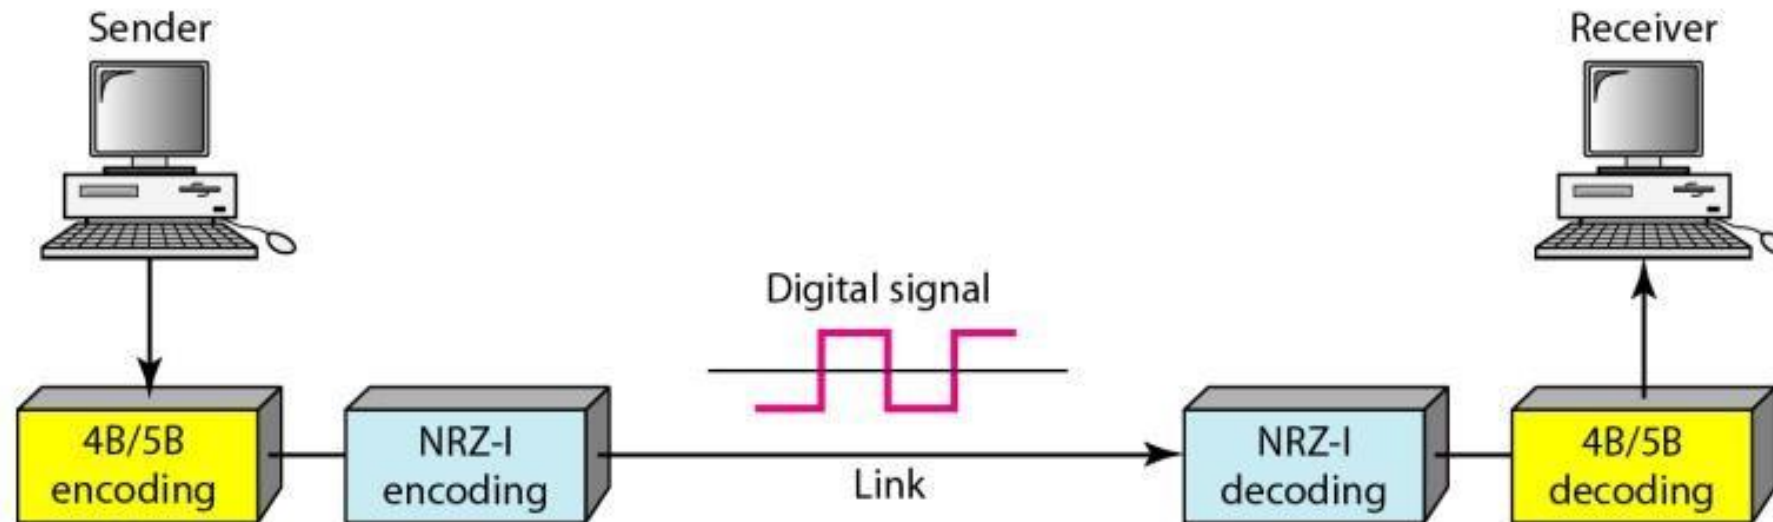 Sender
Receiver
Digital signal
4B/5B
encoding
NRZ-I
encoding
Link
NRZ-I
decoding
4B/5B
decoding